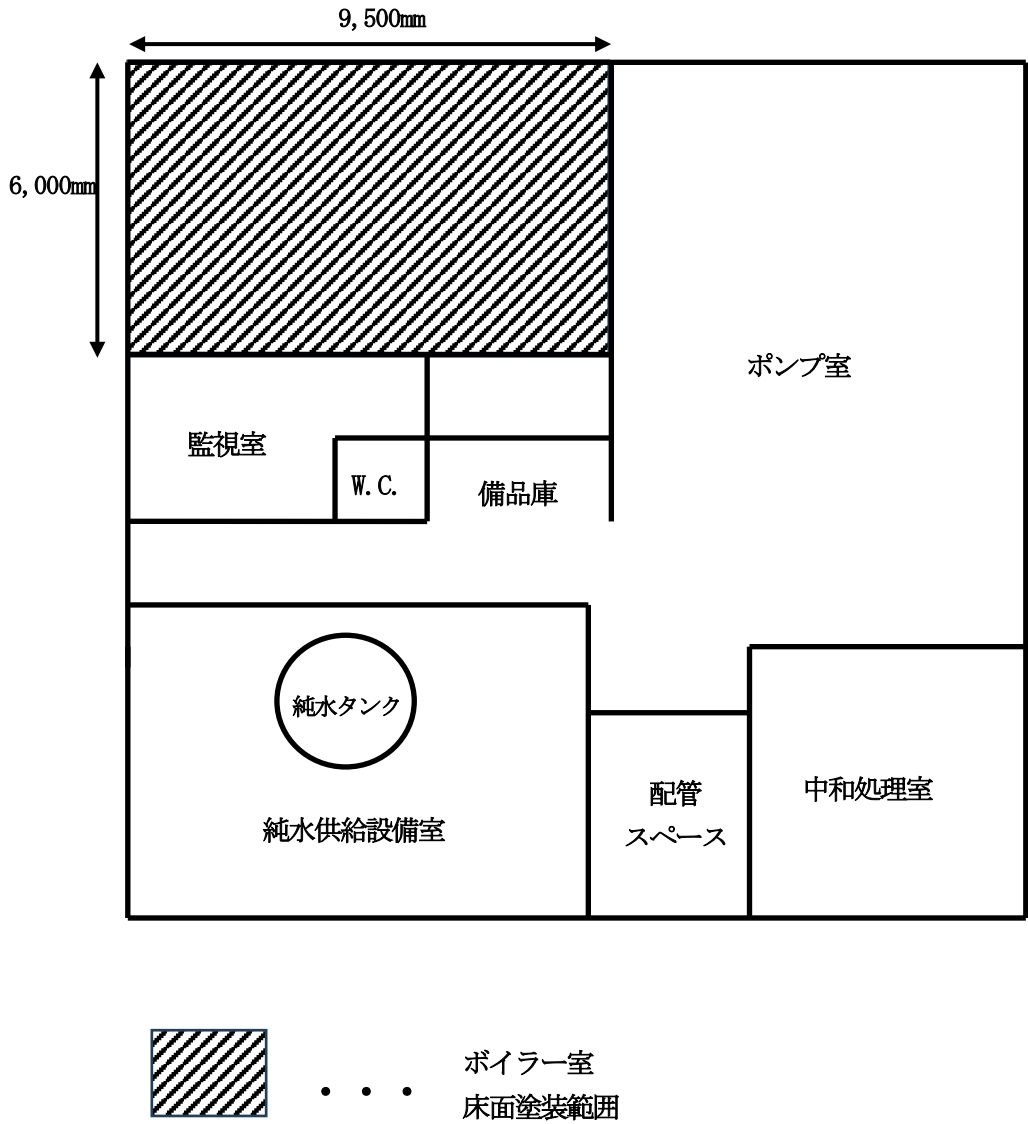 9,500mm
6,000mm
ポンプ室
監視室
W.C.
備品庫
純水タンク
配管
スペース
中和処理室
純水供給設備室
・・・
ボイラー室
床面塗装範囲